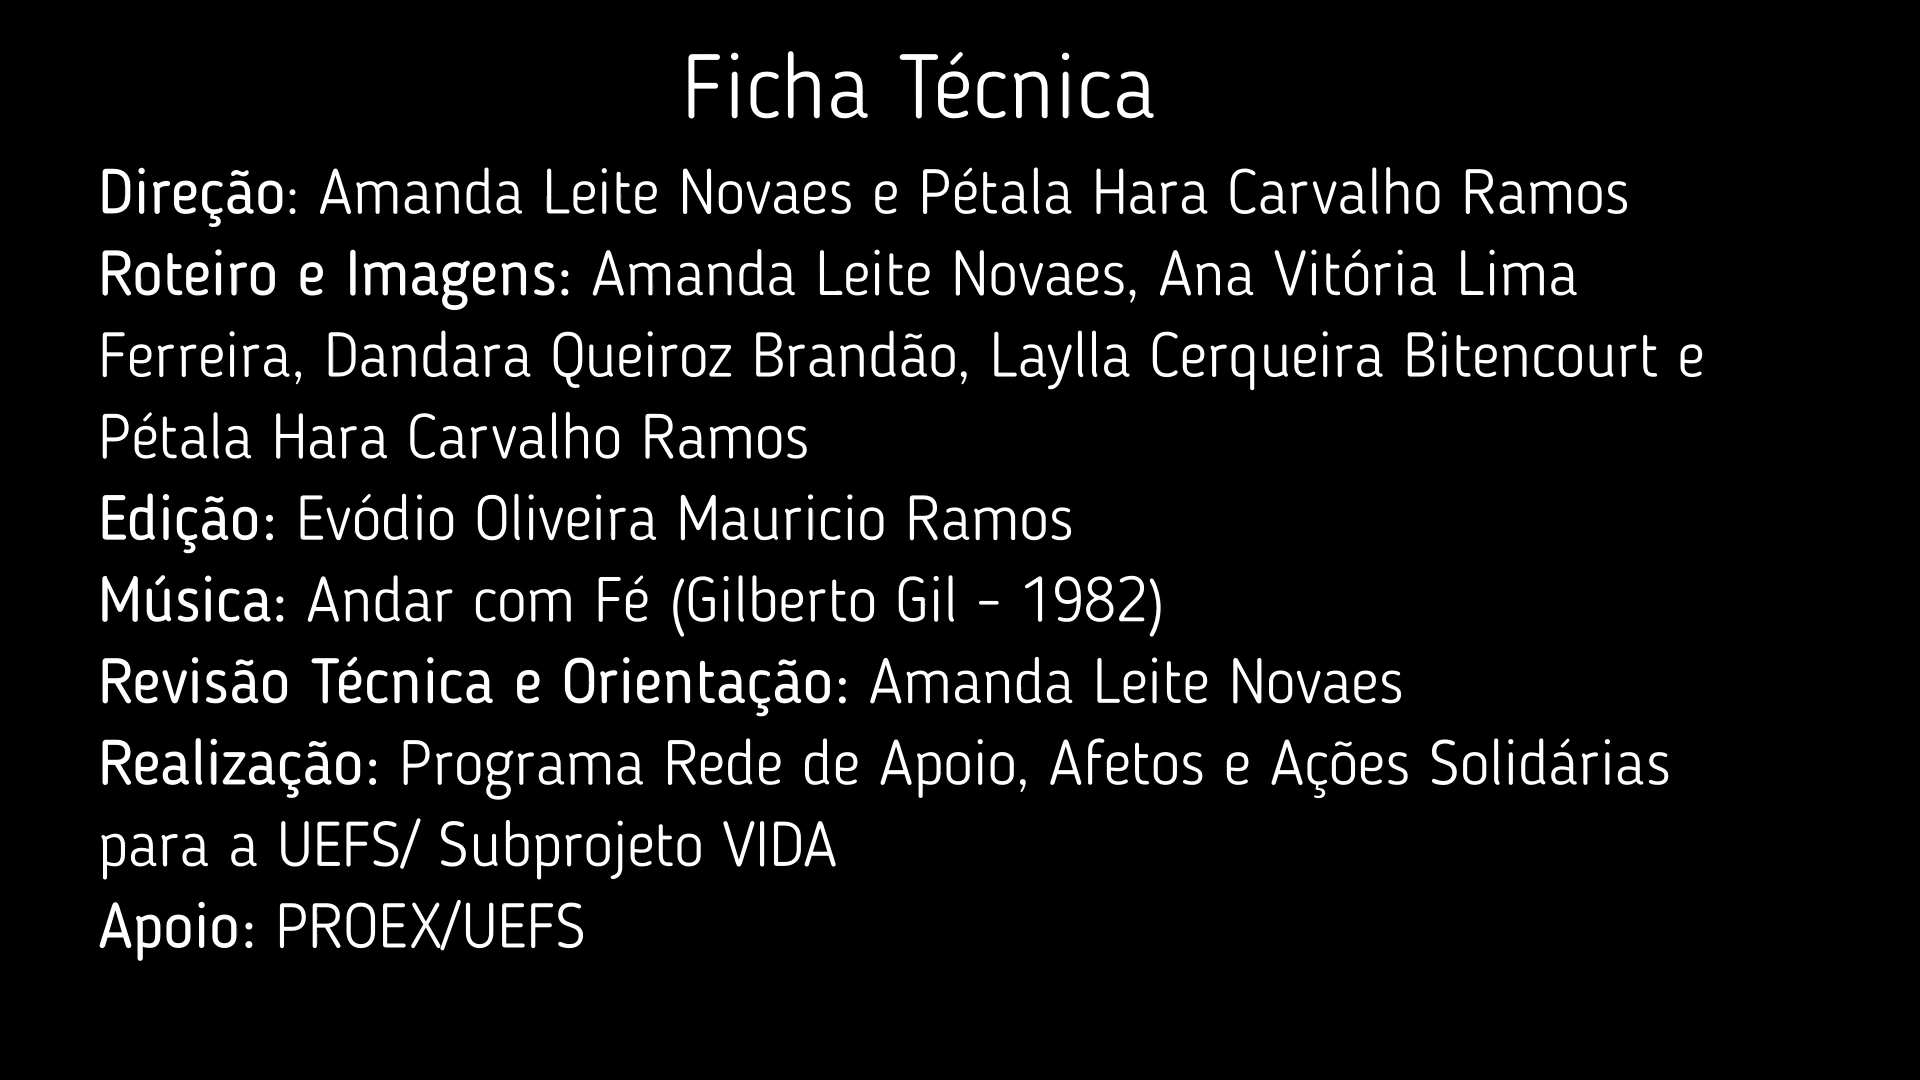 Ficha Técnica
Direção: Amanda Leite Novaes e Pétala Hara Carvalho Ramos
Roteiro e Imagens: Amanda Leite Novaes, Ana Vitória Lima
Ferreira, Dandara Queiroz Brandão, Laylla Cerqueira Bitencourt e
Pétala Hara Carvalho Ramos
Edição: Evódio Oliveira Mauricio Ramos
Música: Andar com Fé (Gilberto Gil - 1982)
Revisão Técnica e Orientação: Amanda Leite Novaes
Realização: Programa Rede de Apoio, Afetos e Ações Solidárias
para a UEFS/ Subprojeto VIDA
Apoio: PROEX/UEFS